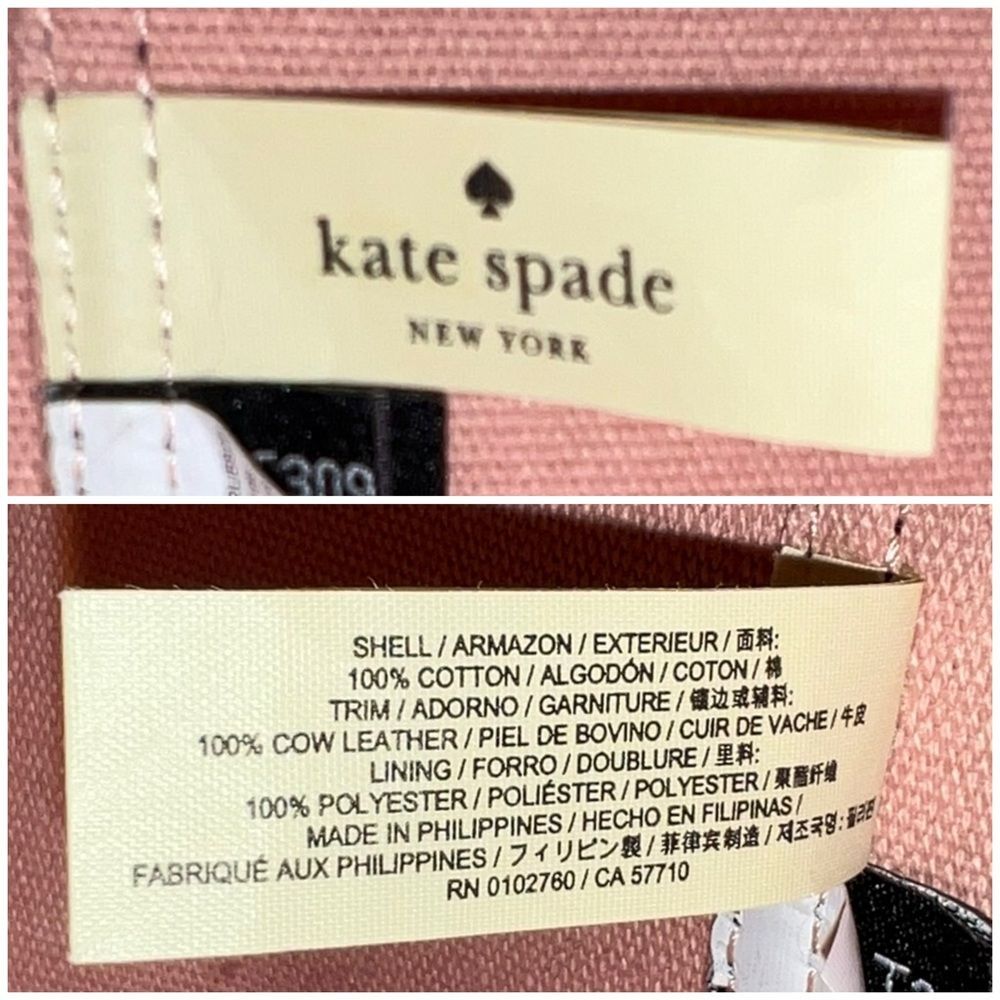 kate spade
NEW YORK
309
SHELL / ARMAZON / EXTERIEUR / 面料:
100% COTTON / ALGODÓN / COTON / 棉
TRIM / ADORNO / GARNITURE / 镶边或辅料:
100% COW LEATHER / PIEL DE BOVINO / CUIR DE VACHE / 牛皮
LINING / FORRO / DOUBLURE / 里料:
100% POLYESTER / POLIÉSTER / POLYESTER / 聚酯纤维
MADE IN PHILIPPINES / HECHO EN FILIPINAS /
FABRIQUÉ AUX PHILIPPINES / フィリピン製 / 菲律宾制造 / 제조국명: 필리핀
RN 0102760 / CA 57710